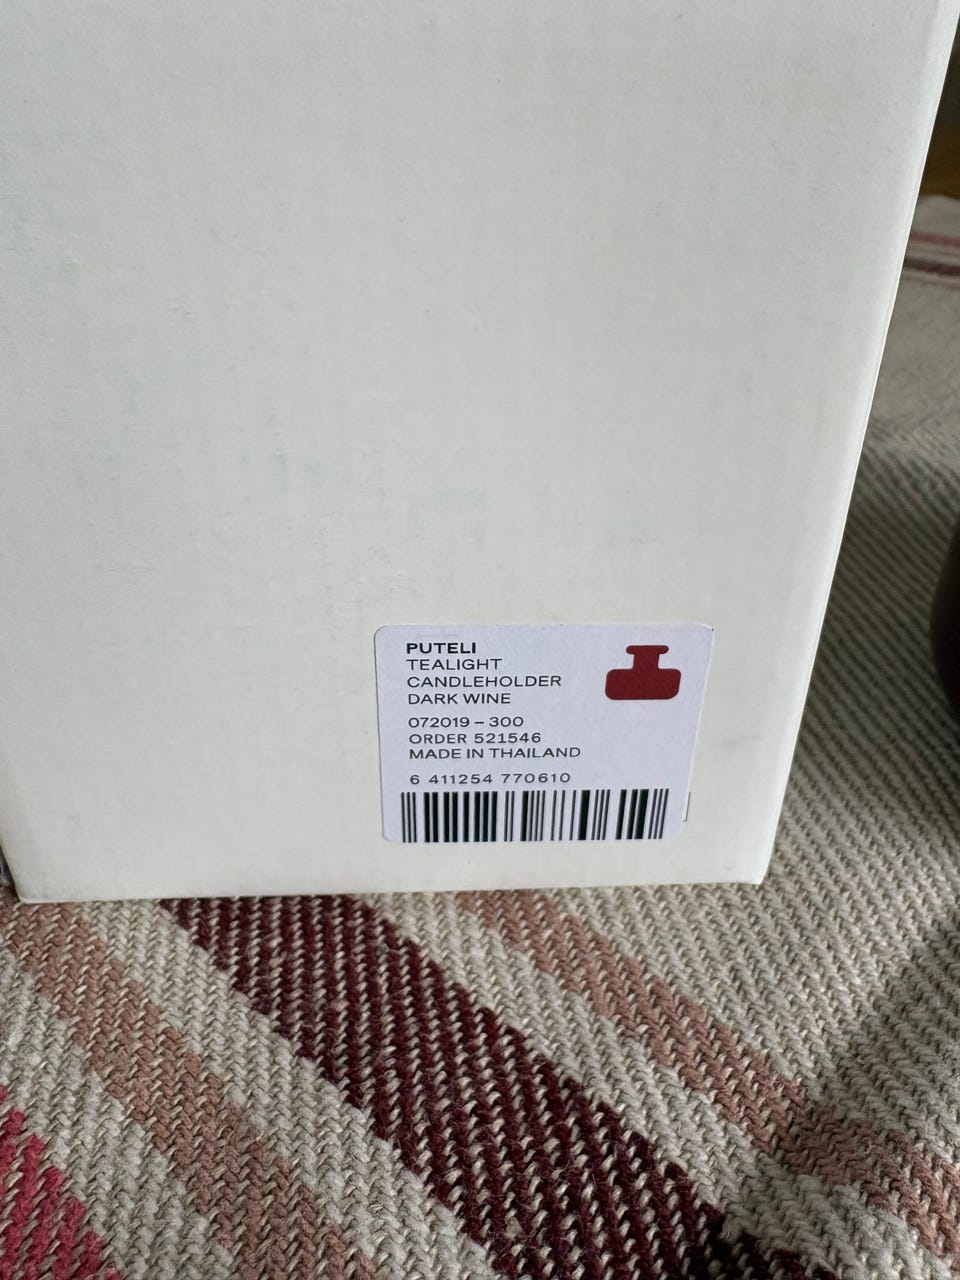 PUTELI
TEALIGHT
CANDLEHOLDER
DARK WINE
072019 – 300
ORDER 521546
MADE IN THAILAND
6 411254 770610